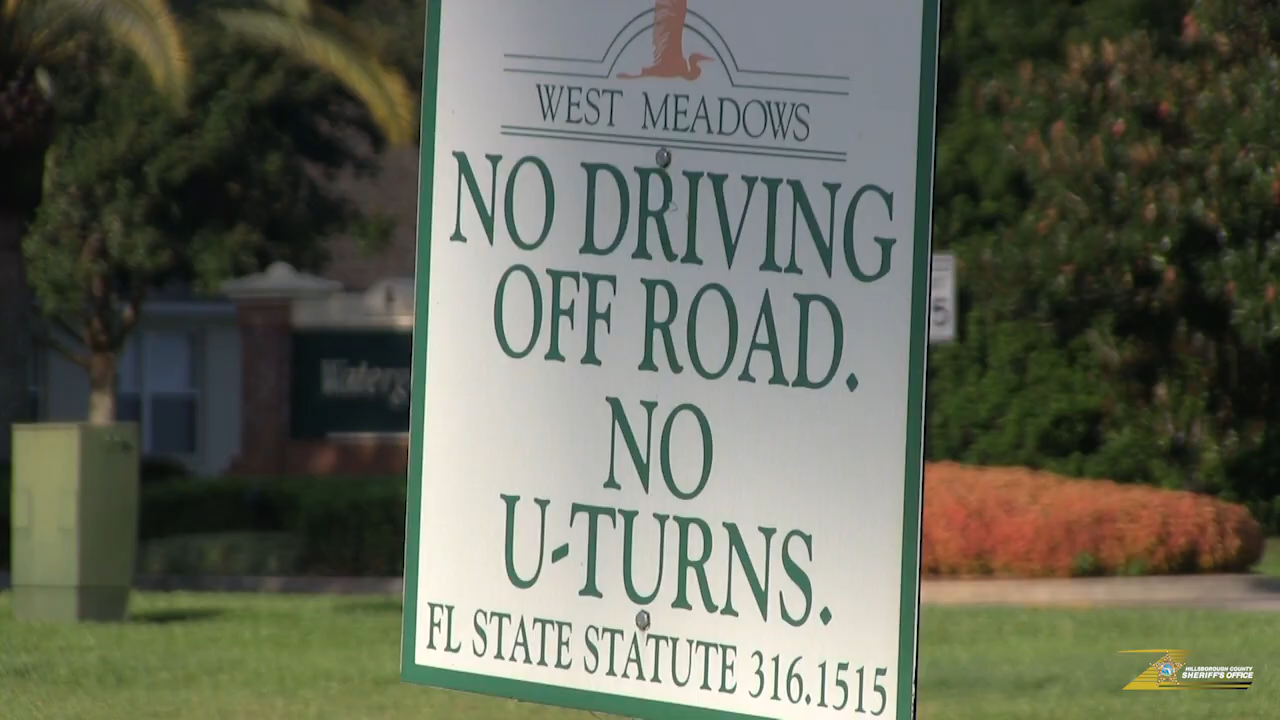 WEST MEADOWS
NO DRIVING
OFF ROAD.
NO
U-TURNS.
FL STATE STATUTE 316.1515
HILLSBOROUGH COUNTY
SHERIFF'S OFFICE